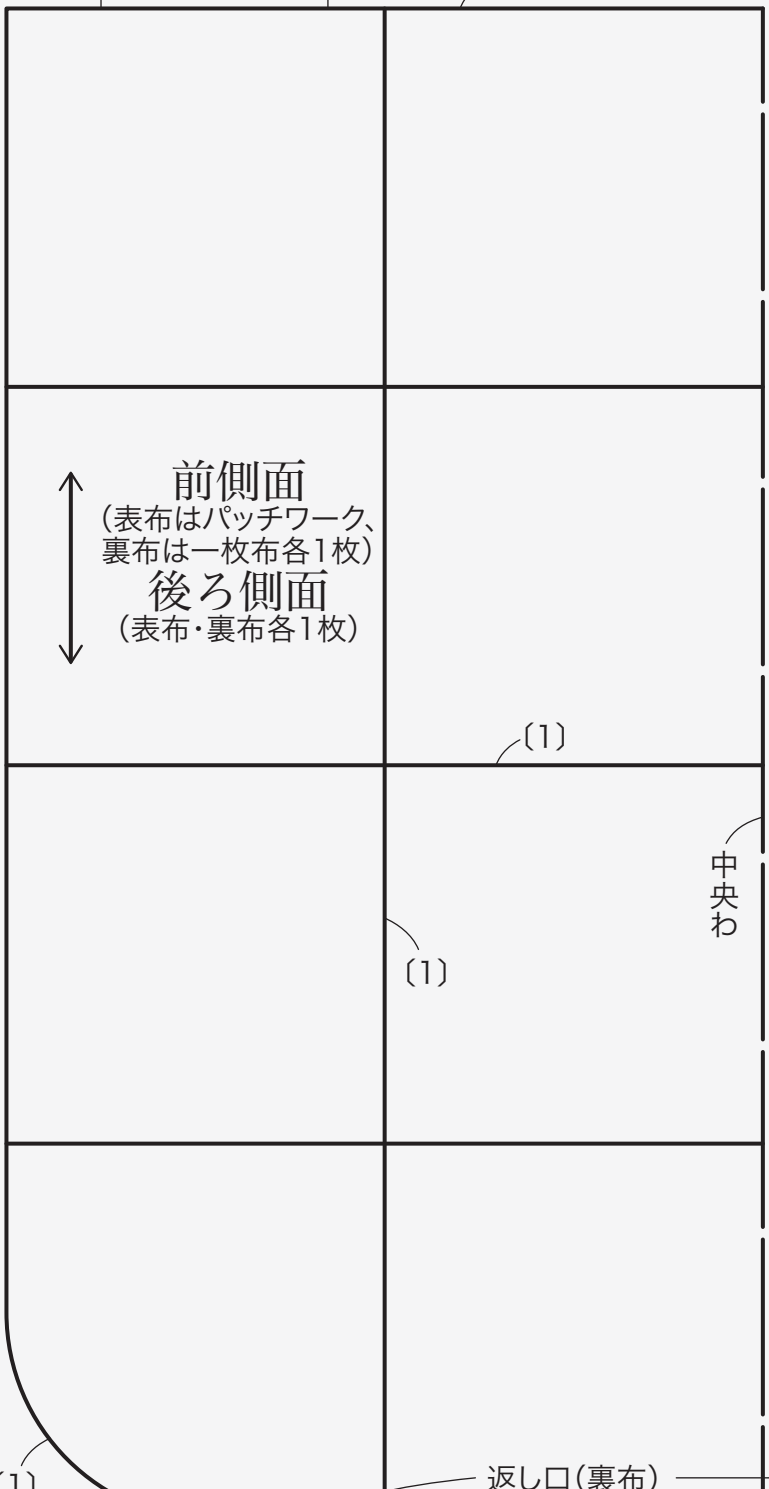 前側面
（表布はパッチワーク、
裏布は一枚布各1枚）
後ろ側面
（表布・裏布各1枚）
〔1〕
中央わ
〔1〕
〔1〕
返し口（裏布）